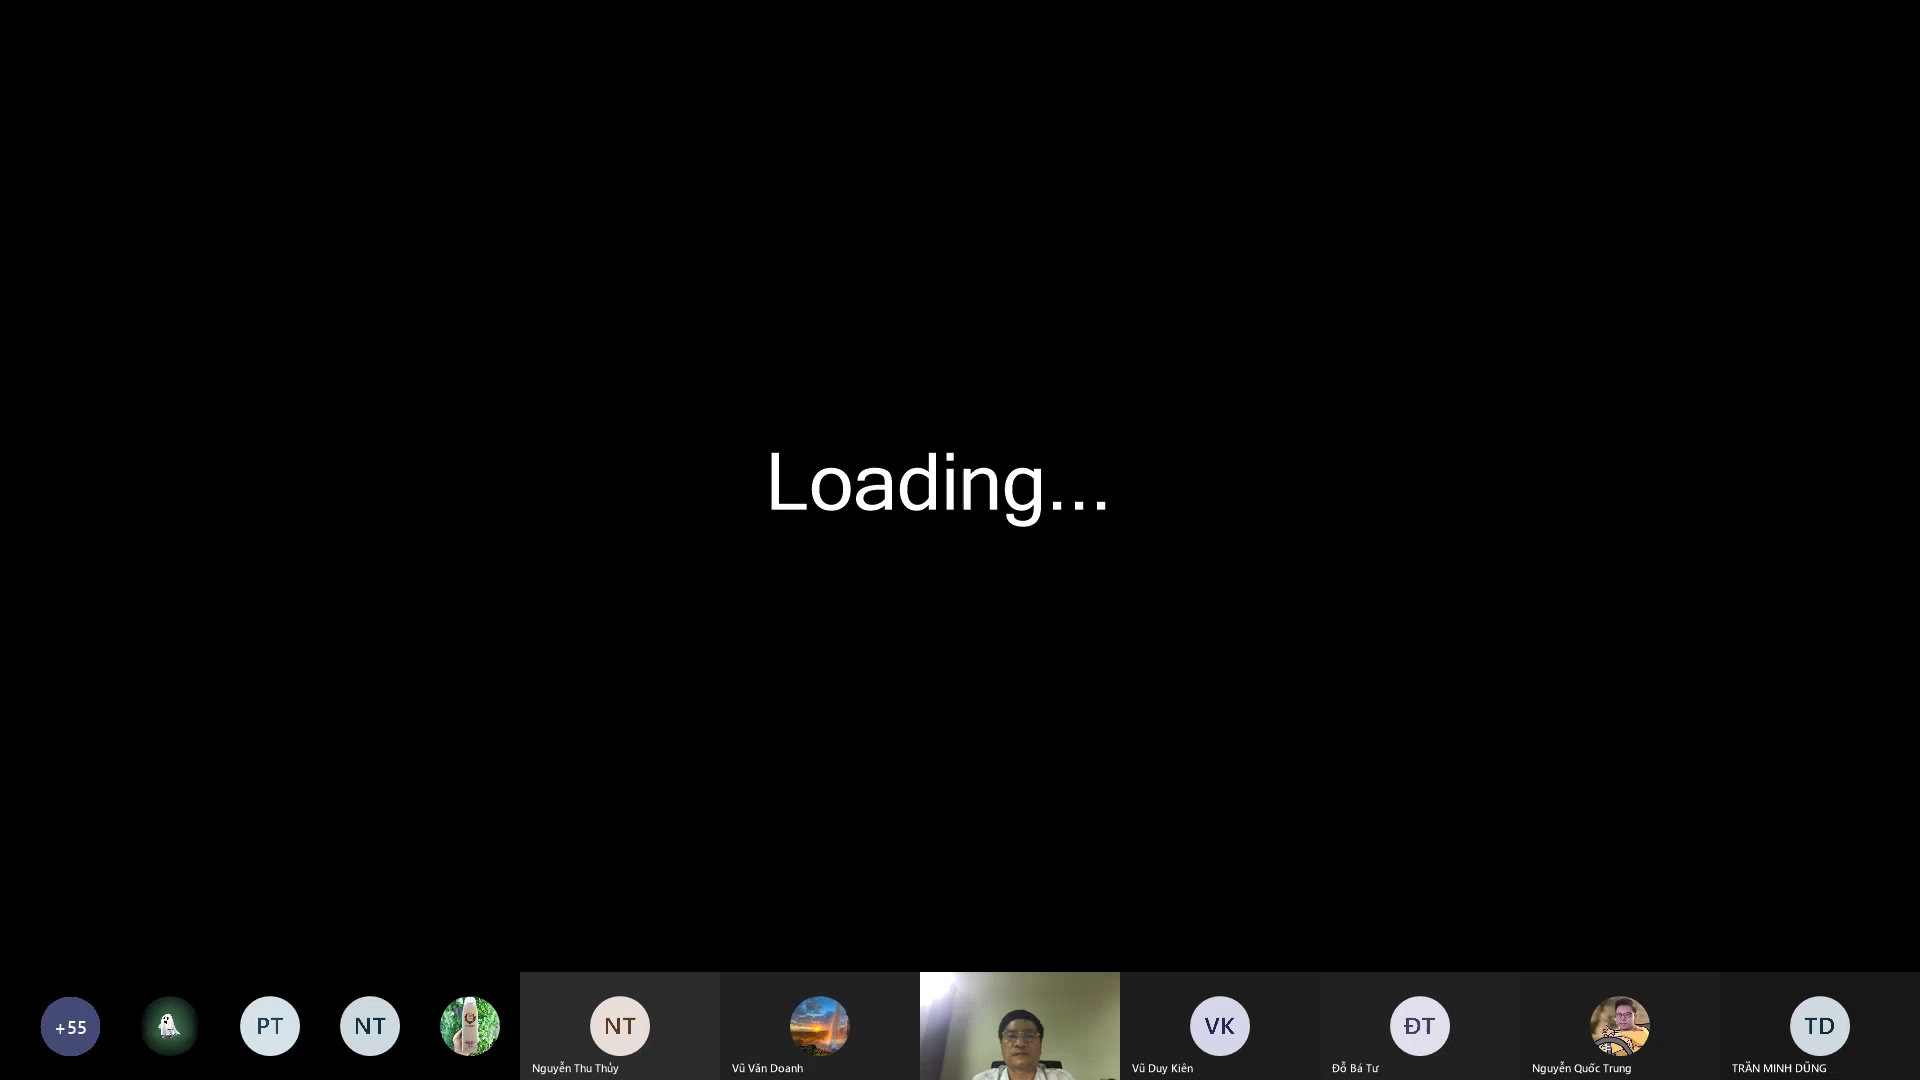 Loading...
+55
PT
NT
NT
Nguyễn Thu Thủy
Vũ Văn Doanh
VK
Vũ Duy Kiên
ĐT
Đỗ Bá Tư
Nguyễn Quốc Trung
TD
TRẦN MINH DŨNG